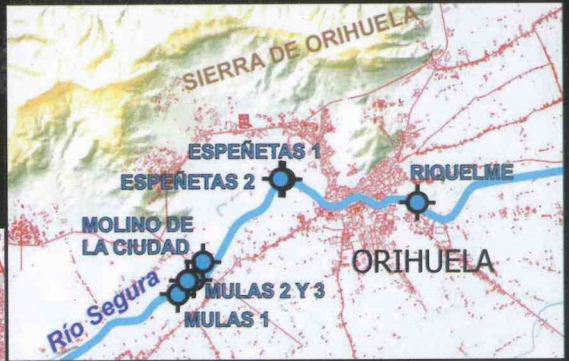 SIERRA DE ORIHUELA
ESPEÑETAS 1
ESPEÑETAS 2
RIQUELME
MOLINO DE
LA CIUDAD
ORIHUELA
MULAS 2 Y 3
MULAS 1
Río Segura